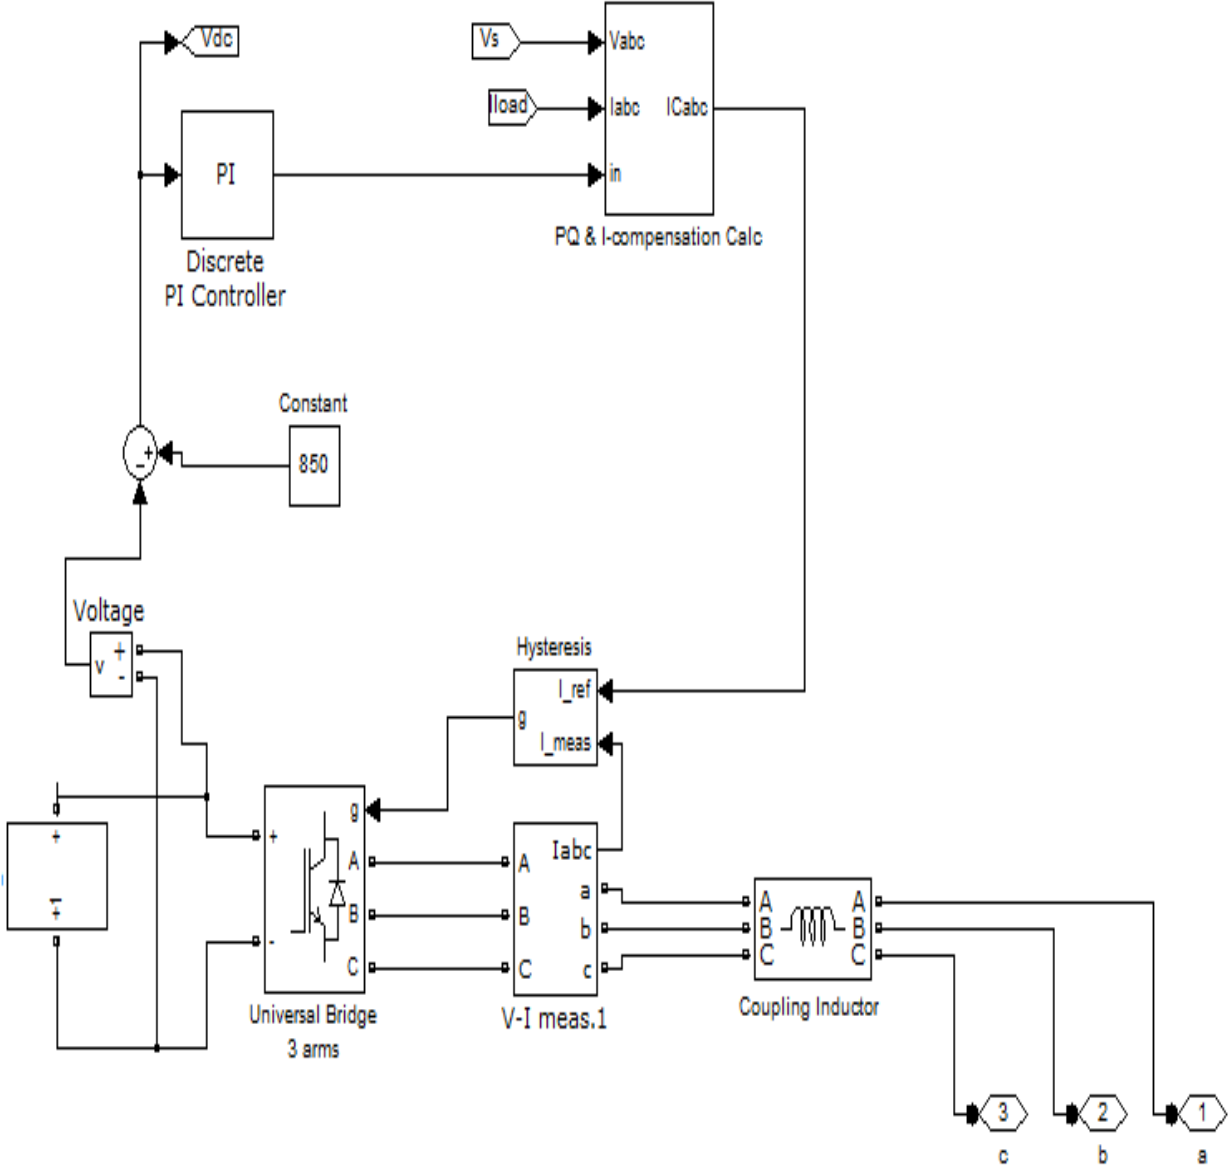 Vdc
Vs
Vabc
Iload
Iabc
ICabc
PI
in
PQ & I-compensation Calc
Discrete
PI Controller
Constant
850
+
-
Voltage
v
+
-
Hysteresis
I_ref
g
I_meas
g
+
A
B
-
C
Universal Bridge
3 arms
Iabc
A
a
B
b
C
c
V-I meas.1
A
B
C
A
B
C
Coupling Inductor
+
3
2
1
c
b
a